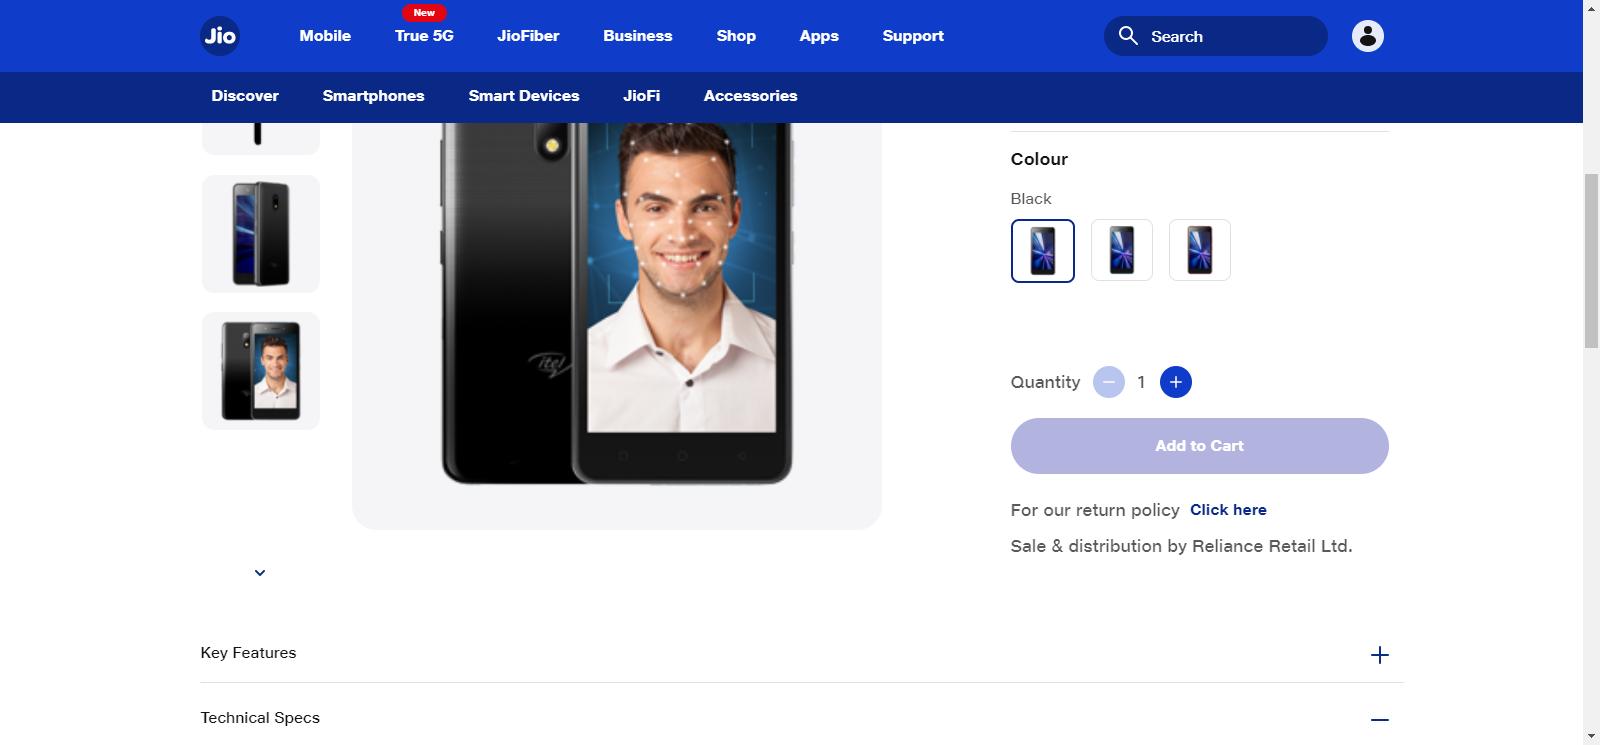 New
Jio
Mobile
True 5G
JioFiber
Business
Shop
Apps
Support
Search
Discover
Smartphones
Smart Devices
JioFi
Accessories
Colour
Black
itel
Quantity
1
Add to Cart
For our return policy Click here
Sale & distribution by Reliance Retail Ltd.
Key Features
Technical Specs